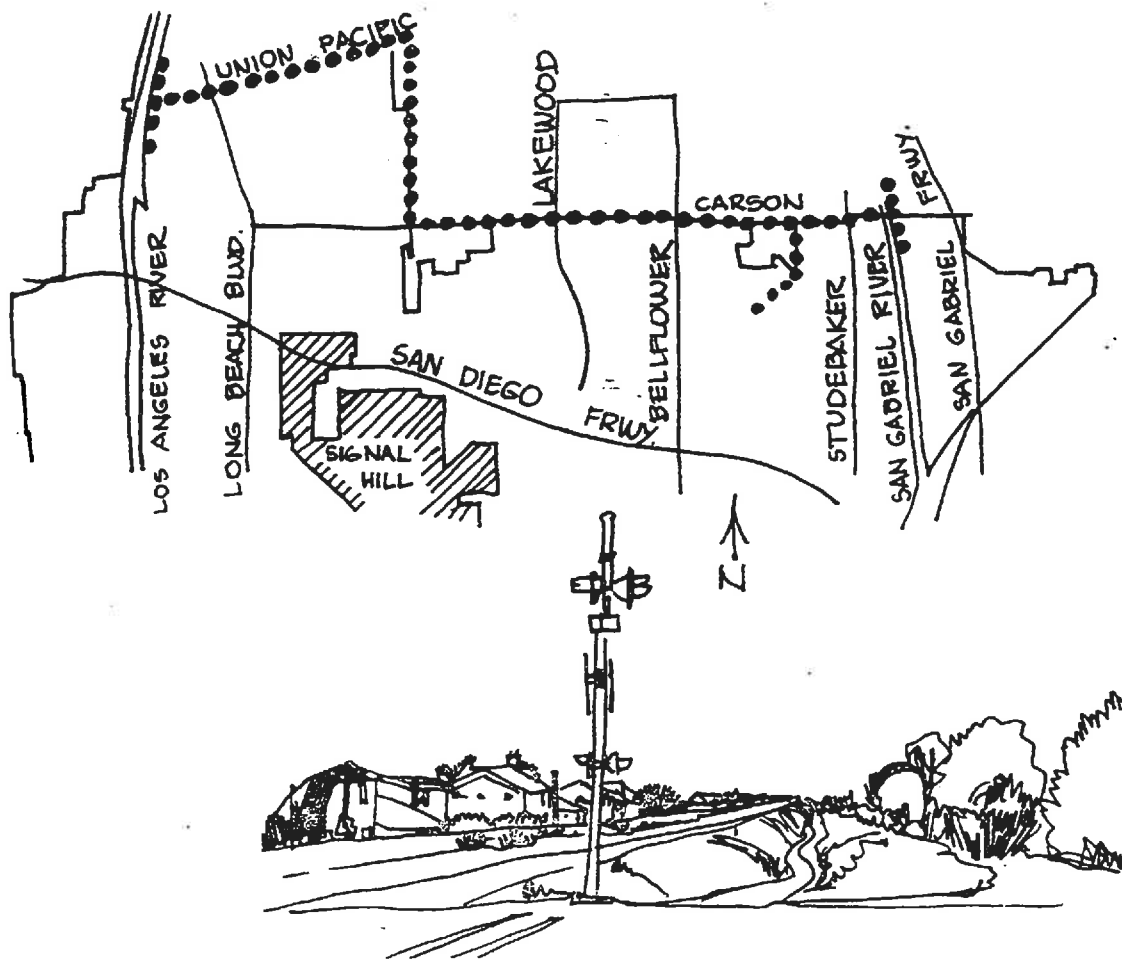 UNION PACIFIC
LAKEWOOD
FRWY
CARSON
LOS ANGELES RIVER
LONG BEACH BLVD.
BELLFLOWER
STUDEBAKER
SAN GABRIEL RIVER
SAN GABRIEL
SAN DIEGO FRWY
SIGNAL
HILL
N